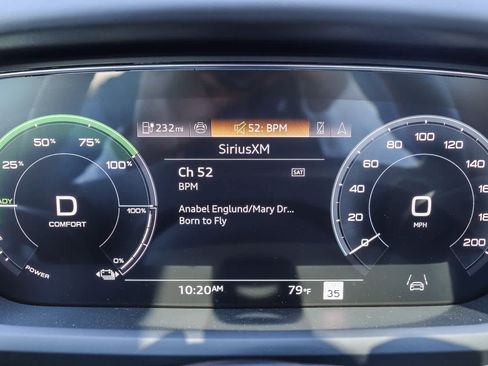 232mi 52: BPM
SiriusXM
Ch 52 SAT
BPM
Anabel Englund/Mary Dr...
Born to Fly
10:20AM 79°F 35
25% 50% 75% 100%
D
COMFORT
100%
0%
POWER
0
MPH
0 20 40 60 80 100 120 140 160 180 200